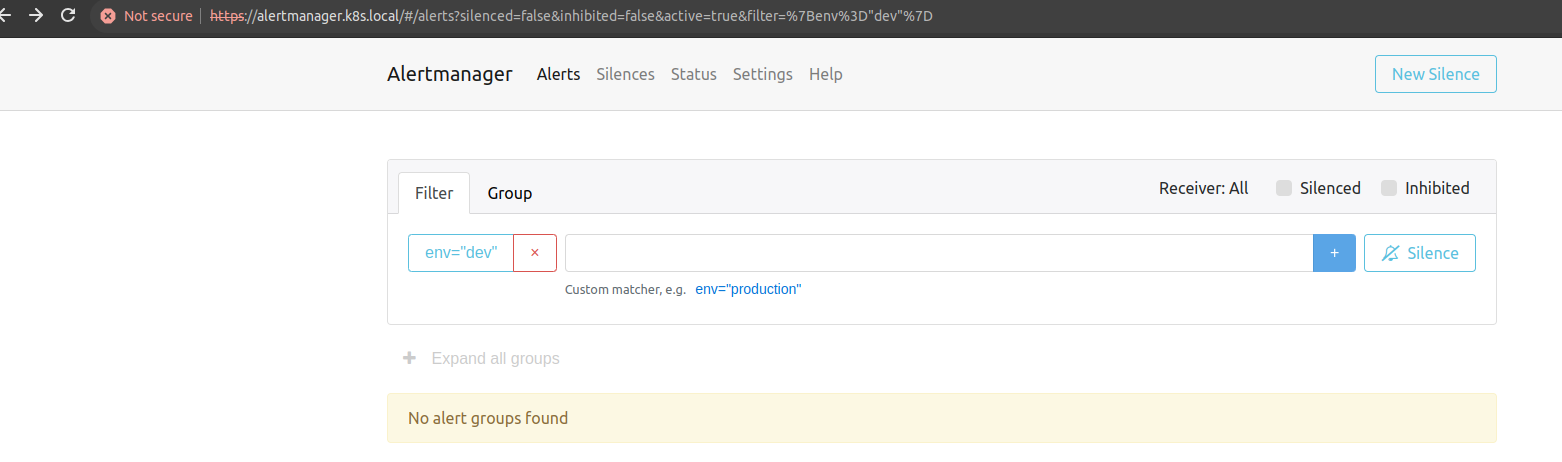 Not secure https://alertmanager.k8s.local/#/alerts?silenced=false&inhibited=false&active=true&filter=%7Benv%3D"dev"%7D
Alertmanager Alerts Silences Status Settings Help New Silence
Filter Group Receiver: All Silenced Inhibited
env="dev" × + Silence
Custom matcher, e.g. env="production"
+ Expand all groups
No alert groups found